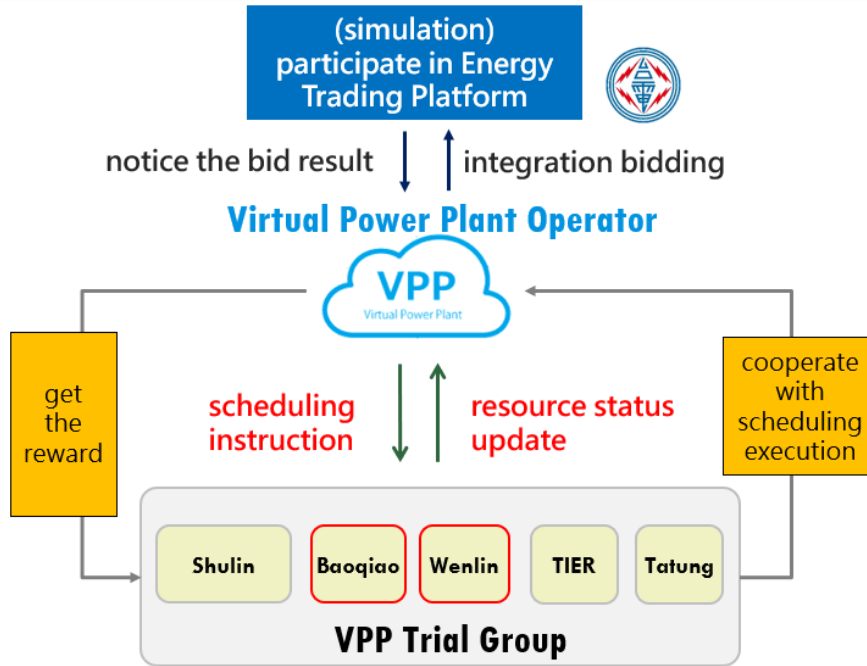 (simulation)
participate in Energy
Trading Platform
notice the bid result
integration bidding
Virtual Power Plant Operator
VPP
Virtual Power Plant
get
the
reward
scheduling
instruction
resource status
update
cooperate
with
scheduling
execution
Shulin
Baoqiao
Wenlin
TIER
Tatung
VPP Trial Group